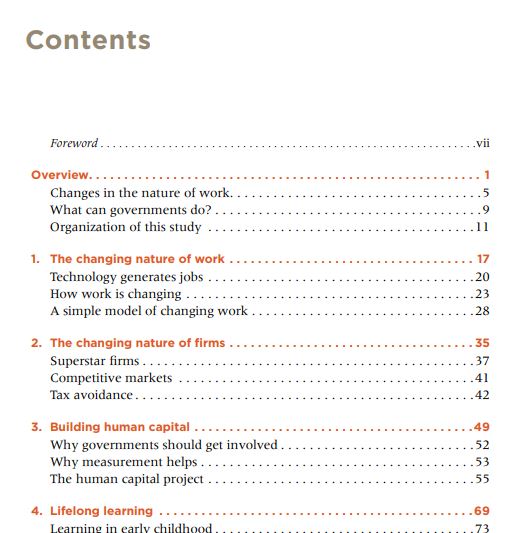 Contents
Foreword . . . . . . . . . . . . . . . . . . . . . . . . . . . . . . . . . . . . . . . . . . . . . . . . . . . . . . . . . . . . .vii
Overview. . . . . . . . . . . . . . . . . . . . . . . . . . . . . . . . . . . . . . . . . . . . . . . . . . 1
Changes in the nature of work. . . . . . . . . . . . . . . . . . . . . . . . . . . . . . . .5
What can governments do? . . . . . . . . . . . . . . . . . . . . . . . . . . . . . . . . . .9
Organization of this study . . . . . . . . . . . . . . . . . . . . . . . . . . . . . . . . . 11
1. The changing nature of work . . . . . . . . . . . . . . . . . . . . . . . . . . . . . . . 17
Technology generates jobs . . . . . . . . . . . . . . . . . . . . . . . . . . . . . . . . . 20
How work is changing . . . . . . . . . . . . . . . . . . . . . . . . . . . . . . . . . . . . 23
A simple model of changing work . . . . . . . . . . . . . . . . . . . . . . . . . . . 28
2. The changing nature of firms . . . . . . . . . . . . . . . . . . . . . . . . . . . . . . . 35
Superstar firms . . . . . . . . . . . . . . . . . . . . . . . . . . . . . . . . . . . . . . . . . . 37
Competitive markets . . . . . . . . . . . . . . . . . . . . . . . . . . . . . . . . . . . . . 41
Tax avoidance. . . . . . . . . . . . . . . . . . . . . . . . . . . . . . . . . . . . . . . . . . . 42
3. Building human capital . . . . . . . . . . . . . . . . . . . . . . . . . . . . . . . . . . . .49
Why governments should get involved . . . . . . . . . . . . . . . . . . . . . . . . 52
Why measurement helps . . . . . . . . . . . . . . . . . . . . . . . . . . . . . . . . . . . 53
The human capital project . . . . . . . . . . . . . . . . . . . . . . . . . . . . . . . . . 55
4. Lifelong learning . . . . . . . . . . . . . . . . . . . . . . . . . . . . . . . . . . . . . . . . .69
Learning in early childhood . . . . . . . . . . . . . . . . . . . . . . . . . . . . . . . . 73